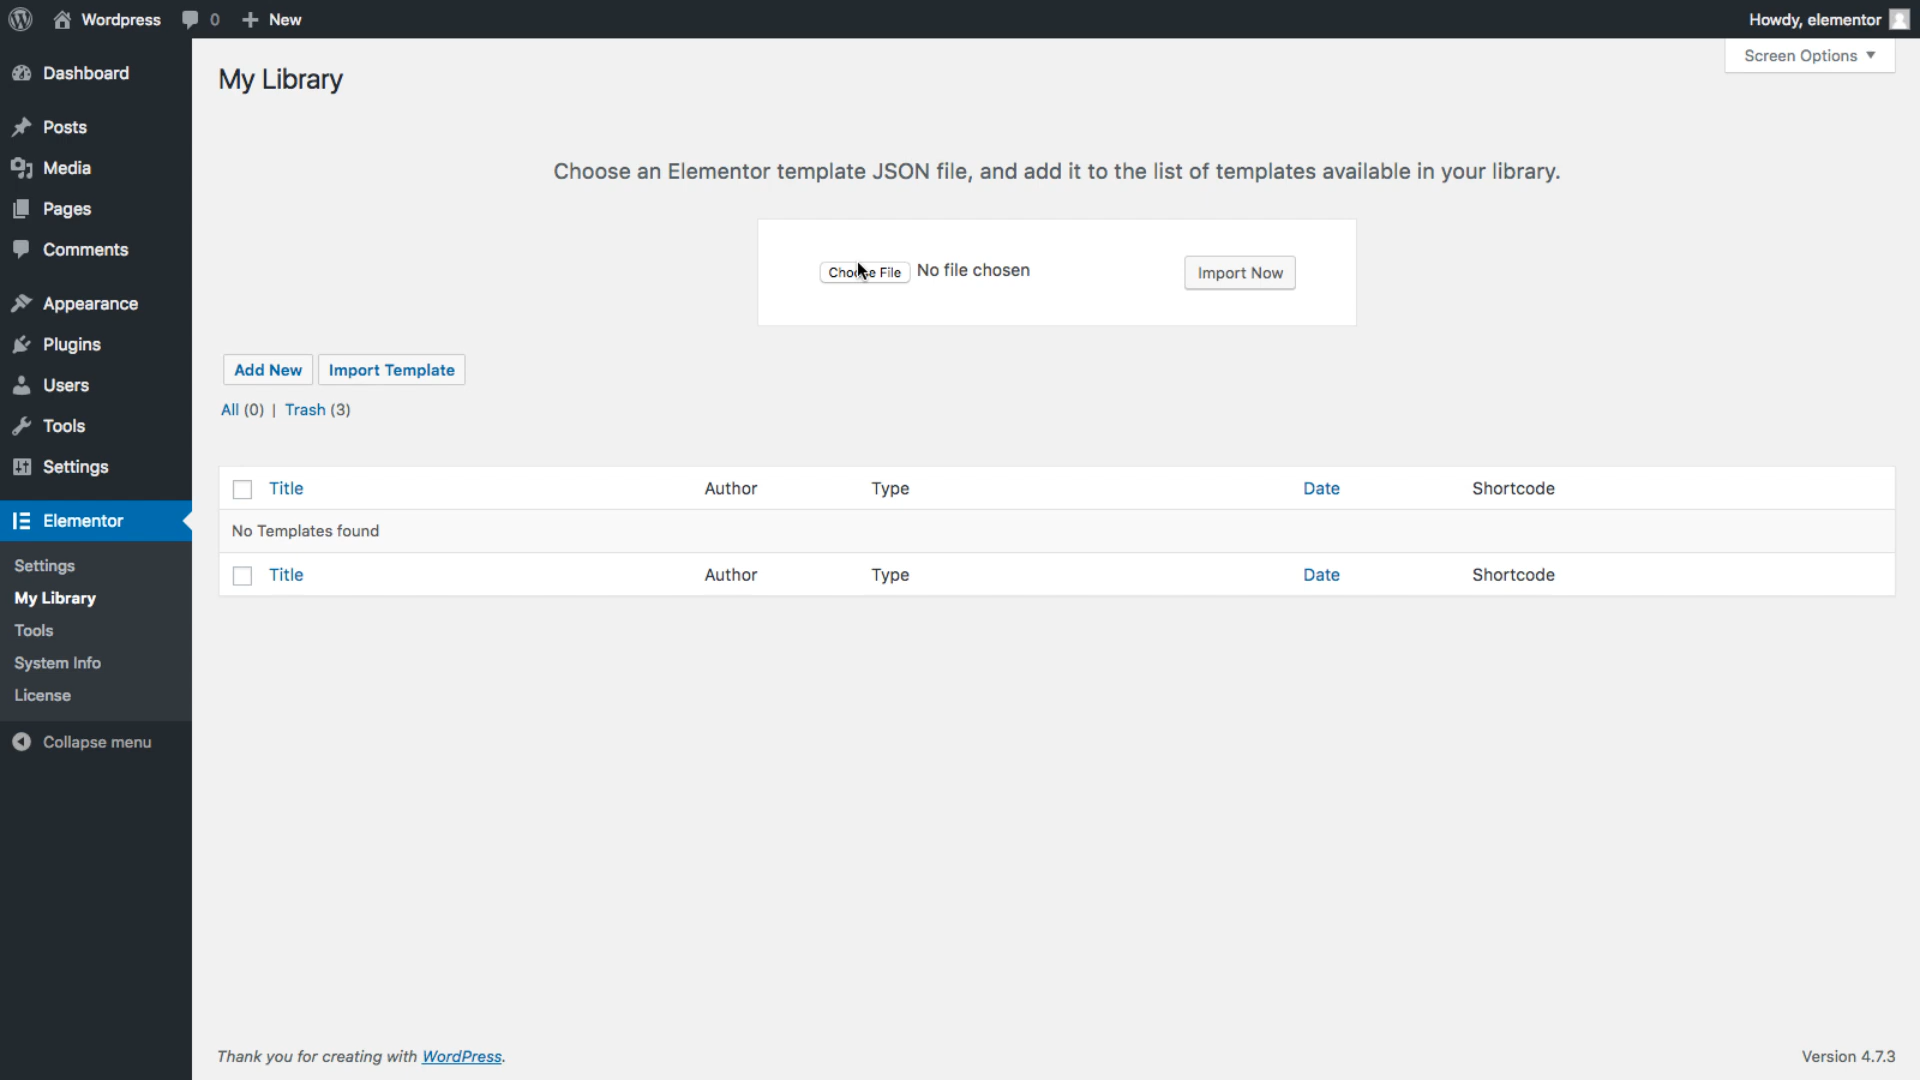 Wordpress 0 New Howdy, elementor
Screen Options
Dashboard
Posts
Media
Pages
Comments
Appearance
Plugins
Users
Tools
Settings
Elementor
Settings
My Library
Tools
System Info
License
Collapse menu
My Library
Choose an Elementor template JSON file, and add it to the list of templates available in your library.
Choose File No file chosen Import Now
Add New Import Template
All (0) | Trash (3)
Title Author Type Date Shortcode
No Templates found
Title Author Type Date Shortcode
Thank you for creating with WordPress. Version 4.7.3